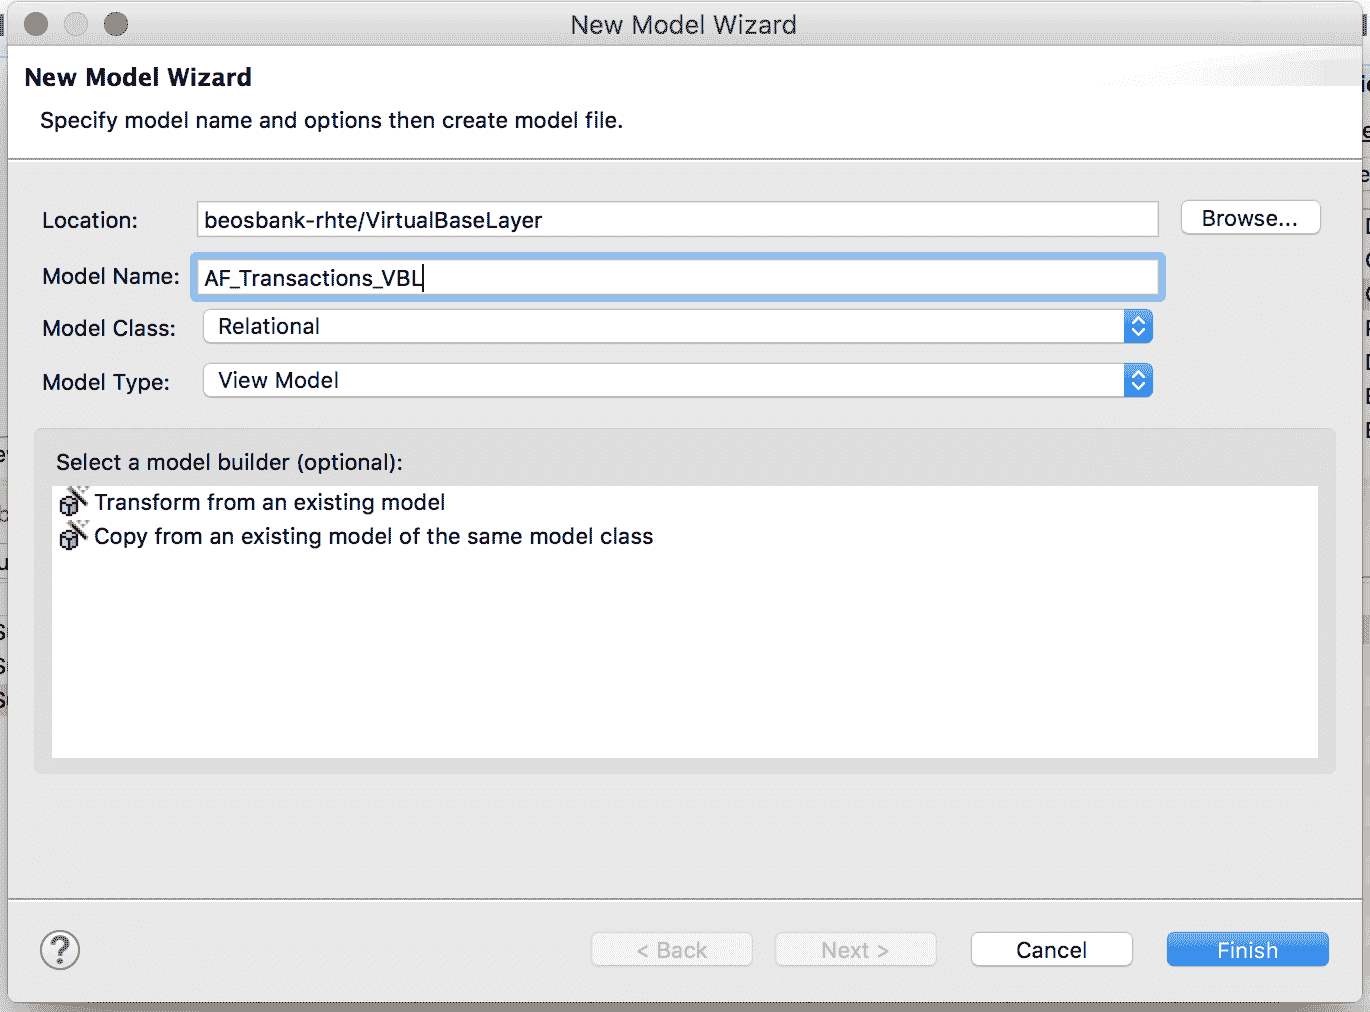 New Model Wizard
New Model Wizard
Specify model name and options then create model file.
Location: beosbank-rhte/VirtualBaseLayer Browse...
Model Name: AF_Transactions_VBL
Model Class: Relational
Model Type: View Model
Select a model builder (optional):
Transform from an existing model
Copy from an existing model of the same model class
? < Back Next > Cancel Finish